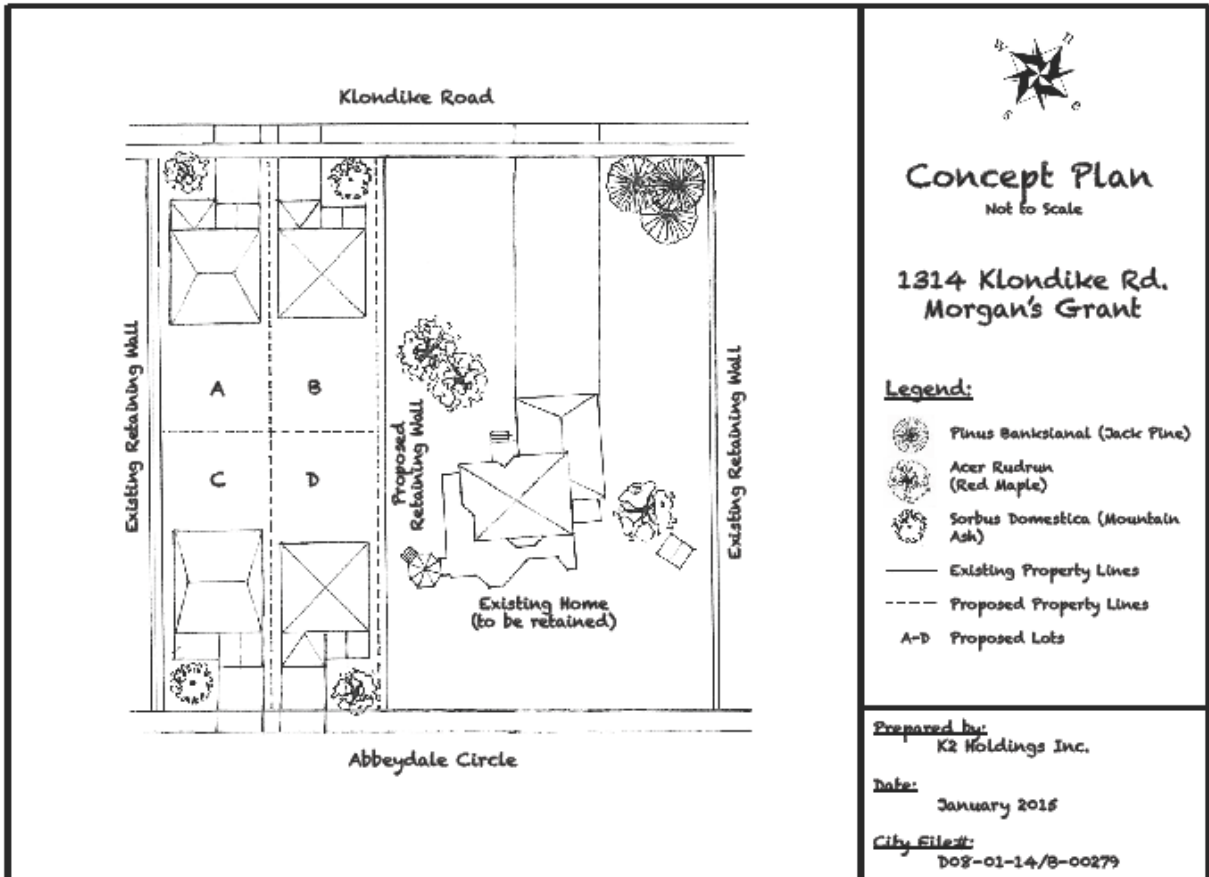 Klondike Road
Existing Retaining Wall
A
B
C
D
Proposed
Retaining Wall
Existing Home
(to be retained)
Existing Retaining Wall
Abbeydale Circle
w
n
s
e
Concept Plan
Not to Scale
1314 Klondike Rd.
Morgan's Grant
Legend:
Pinus Banksianal (Jack Pine)
Acer Rudrun
(Red Maple)
Sorbus Domestica (Mountain
Ash)
Existing Property Lines
Proposed Property Lines
A-D Proposed Lots
Prepared by:
K2 Holdings Inc.
Date:
January 2015
City File#:
D08-01-14/B-00279